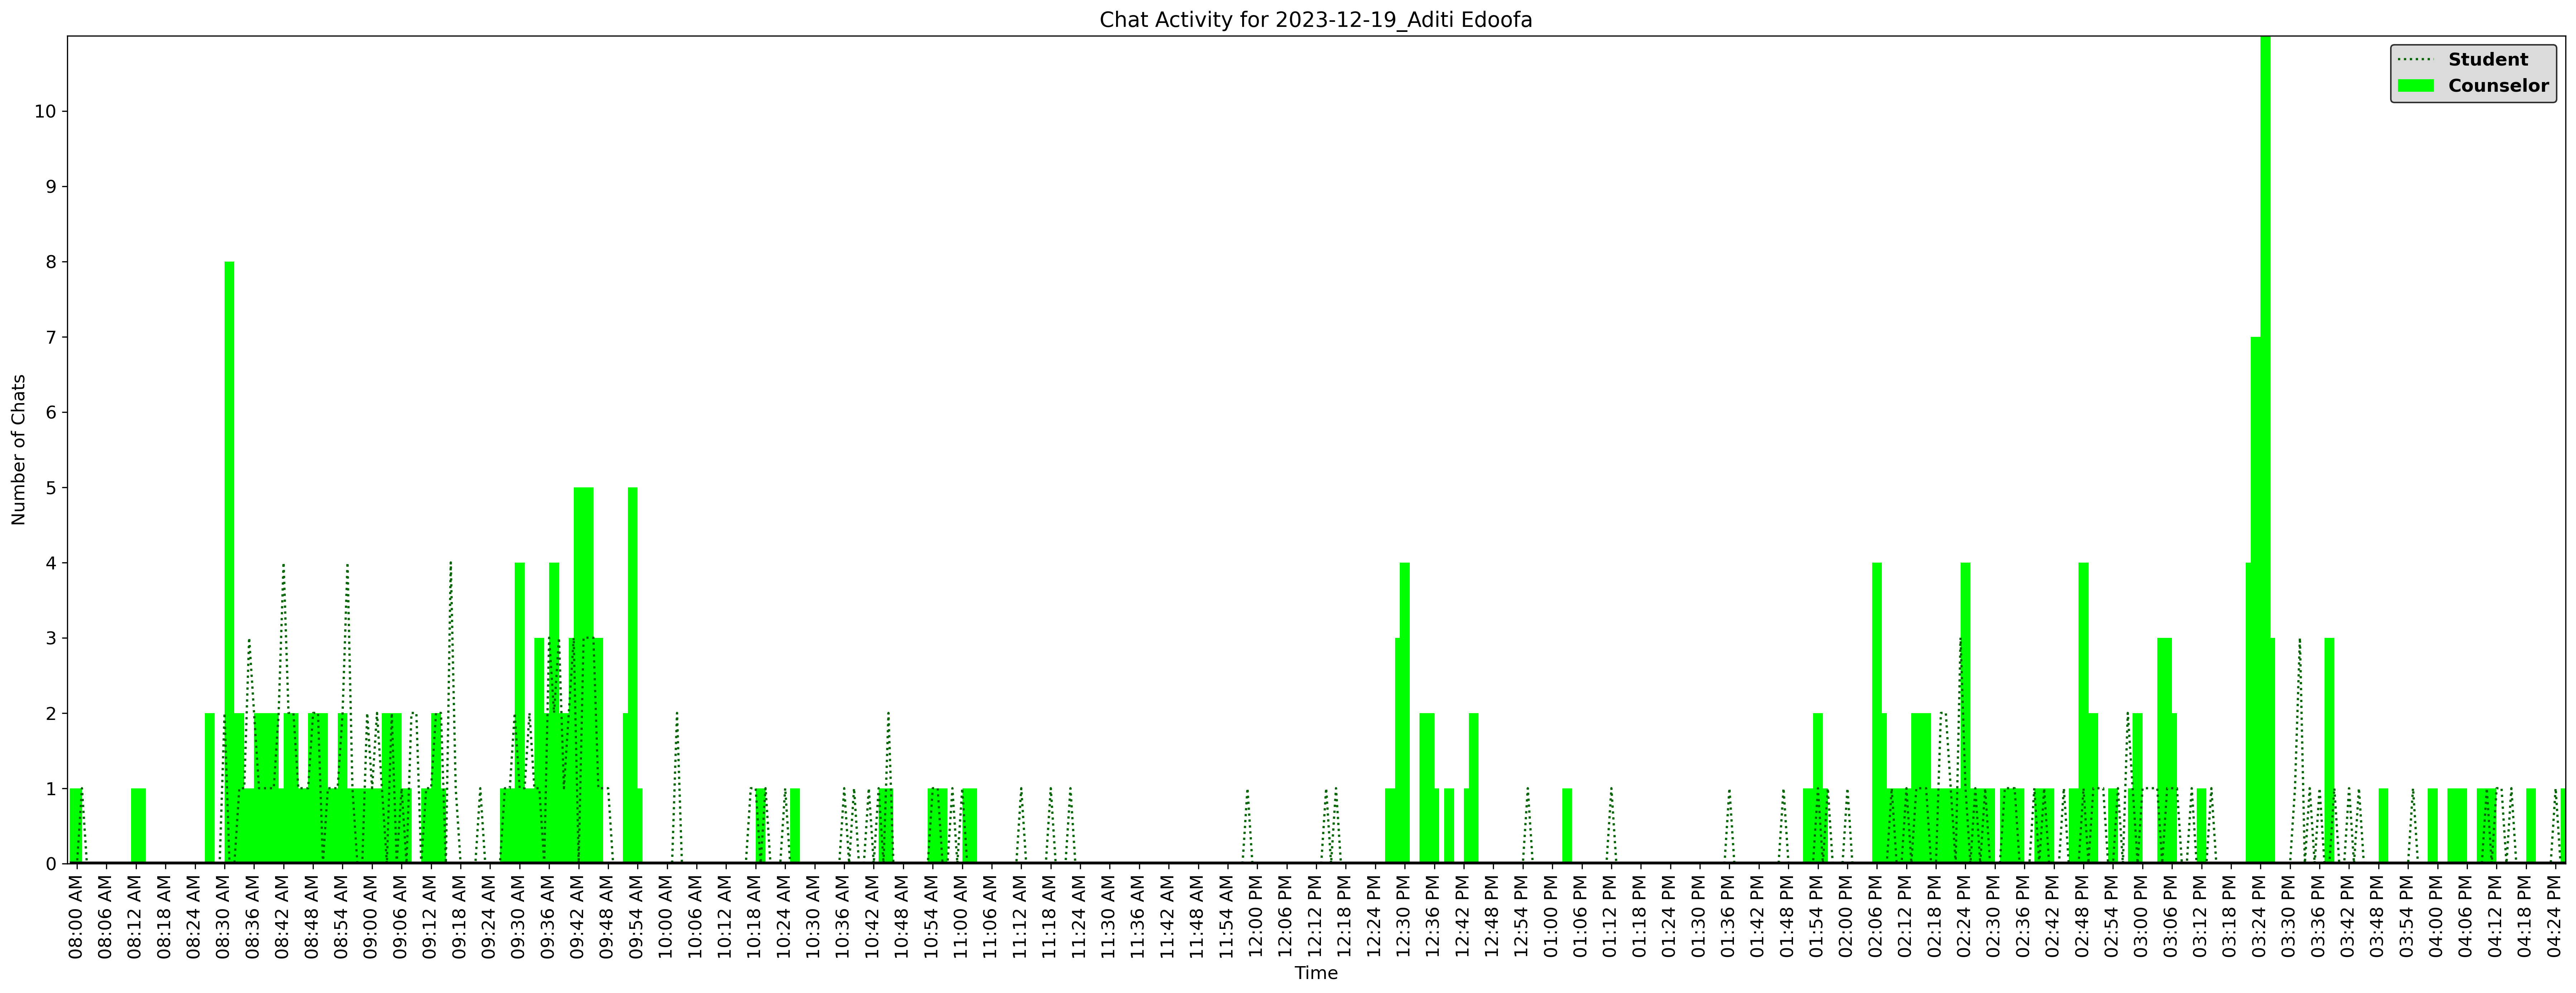 Chat Activity for 2023-12-19_Aditi Edoofa
Student
Counselor
Number of Chats
10
9
8
7
6
5
4
3
2
1
0
08:00 AM
08:06 AM
08:12 AM
08:18 AM
08:24 AM
08:30 AM
08:36 AM
08:42 AM
08:48 AM
08:54 AM
09:00 AM
09:06 AM
09:12 AM
09:18 AM
09:24 AM
09:30 AM
09:36 AM
09:42 AM
09:48 AM
09:54 AM
10:00 AM
10:06 AM
10:12 AM
10:18 AM
10:24 AM
10:30 AM
10:36 AM
10:42 AM
10:48 AM
10:54 AM
11:00 AM
11:06 AM
11:12 AM
11:18 AM
11:24 AM
11:30 AM
11:36 AM
11:42 AM
11:48 AM
11:54 AM
12:00 PM
12:06 PM
12:12 PM
12:18 PM
12:24 PM
12:30 PM
12:36 PM
12:42 PM
12:48 PM
12:54 PM
01:00 PM
01:06 PM
01:12 PM
01:18 PM
01:24 PM
01:30 PM
01:36 PM
01:42 PM
01:48 PM
01:54 PM
02:00 PM
02:06 PM
02:12 PM
02:18 PM
02:24 PM
02:30 PM
02:36 PM
02:42 PM
02:48 PM
02:54 PM
03:00 PM
03:06 PM
03:12 PM
03:18 PM
03:24 PM
03:30 PM
03:36 PM
03:42 PM
03:48 PM
03:54 PM
04:00 PM
04:06 PM
04:12 PM
04:18 PM
04:24 PM
Time